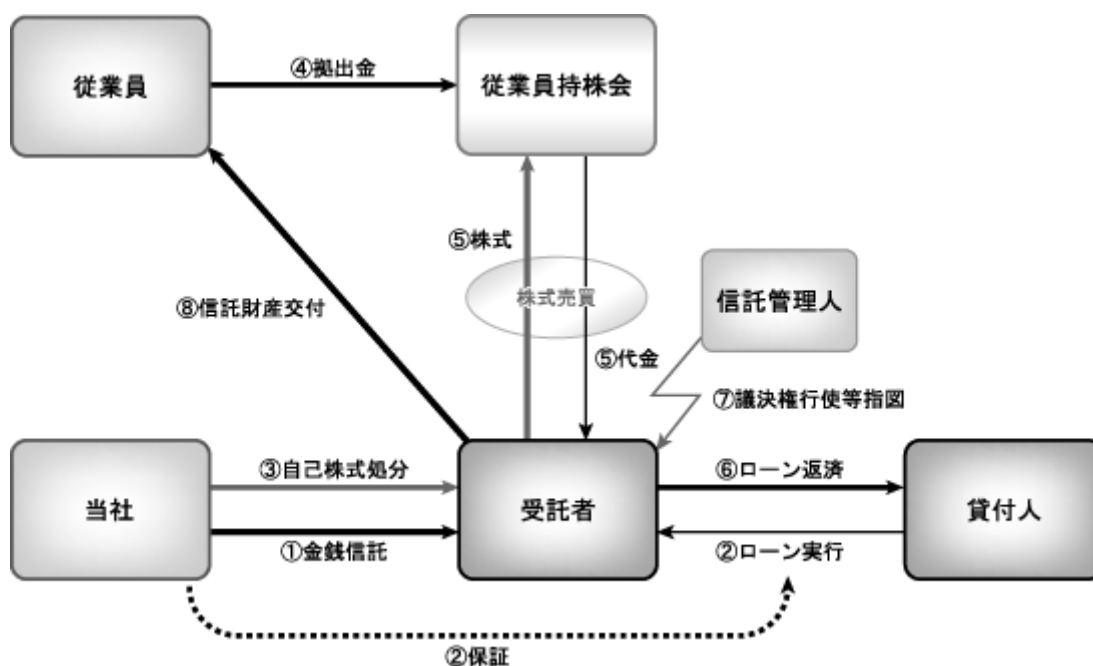 従業員
④拠出金
従業員持株会
⑤株式
株式売買
⑧信託財産交付
信託管理人
⑤代金
⑦議決権行使等指図
当社
③自己株式処分
①金銭信託
受託者
⑥ローン返済
②ローン実行
貸付人
②保証